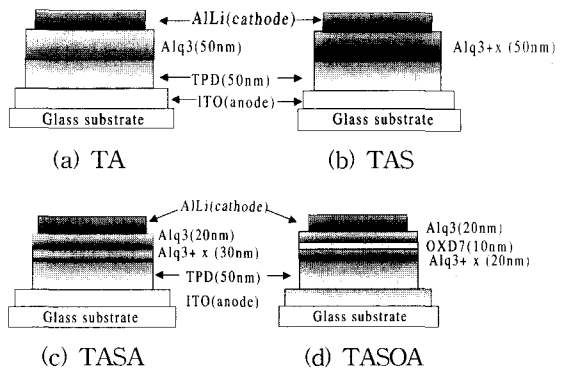 AlLi(cathode)
Alq3(50nm)
Alq3+x (50nm)
TPD(50nm)
ITO(anode)
Glass substrate
Glass substrate
(a) TA
(b) TAS
AlLi(cathode)
Alq3(20nm)
Alq3+ x (30nm)
Alq3(20nm)
OXD7(10nm)
Alq3+ x (20nm)
TPD(50nm)
ITO(anode)
Glass substrate
Glass substrate
(c) TASA
(d) TASOA